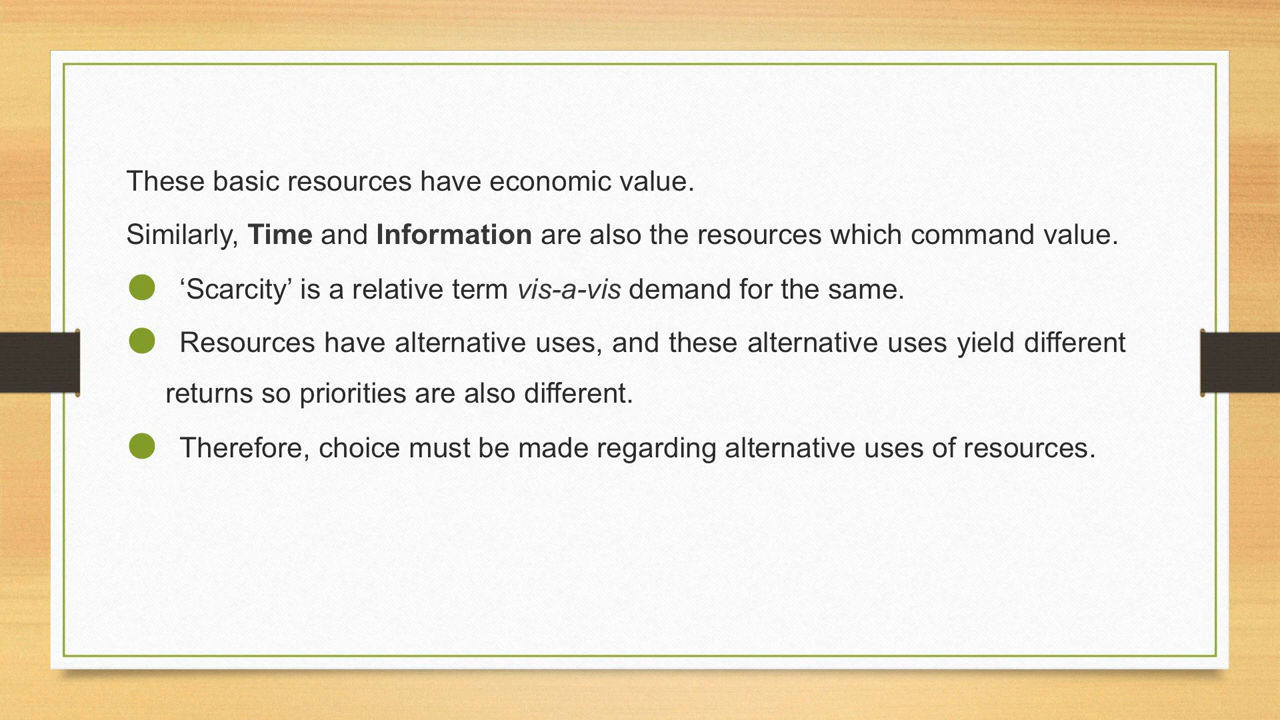 These basic resources have economic value.
Similarly, Time and Information are also the resources which command value.
‘Scarcity’ is a relative term vis-a-vis demand for the same.
Resources have alternative uses, and these alternative uses yield different
returns so priorities are also different.
Therefore, choice must be made regarding alternative uses of resources.